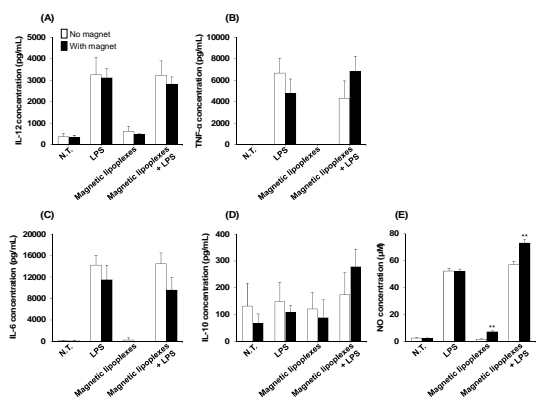 (A)
No magnet
With magnet
IL-12 concentration (pg/mL)
5000
4000
3000
2000
1000
0
N.T.
LPS
Magnetic lipoplexes
Magnetic lipoplexes
+ LPS
(B)
TNF-α concentration (pg/mL)
10000
8000
6000
4000
2000
0
N.T.
LPS
Magnetic lipoplexes
Magnetic lipoplexes
+ LPS
(C)
IL-6 concentration (pg/mL)
20000
16000
12000
8000
4000
0
N.T.
LPS
Magnetic lipoplexes
Magnetic lipoplexes
+ LPS
(D)
IL-10 concentration (pg/mL)
400
300
200
100
0
N.T.
LPS
Magnetic lipoplexes
Magnetic lipoplexes
+ LPS
(E)
NO concentration (μM)
80
60
40
20
0
**
**
N.T.
LPS
Magnetic lipoplexes
Magnetic lipoplexes
+ LPS